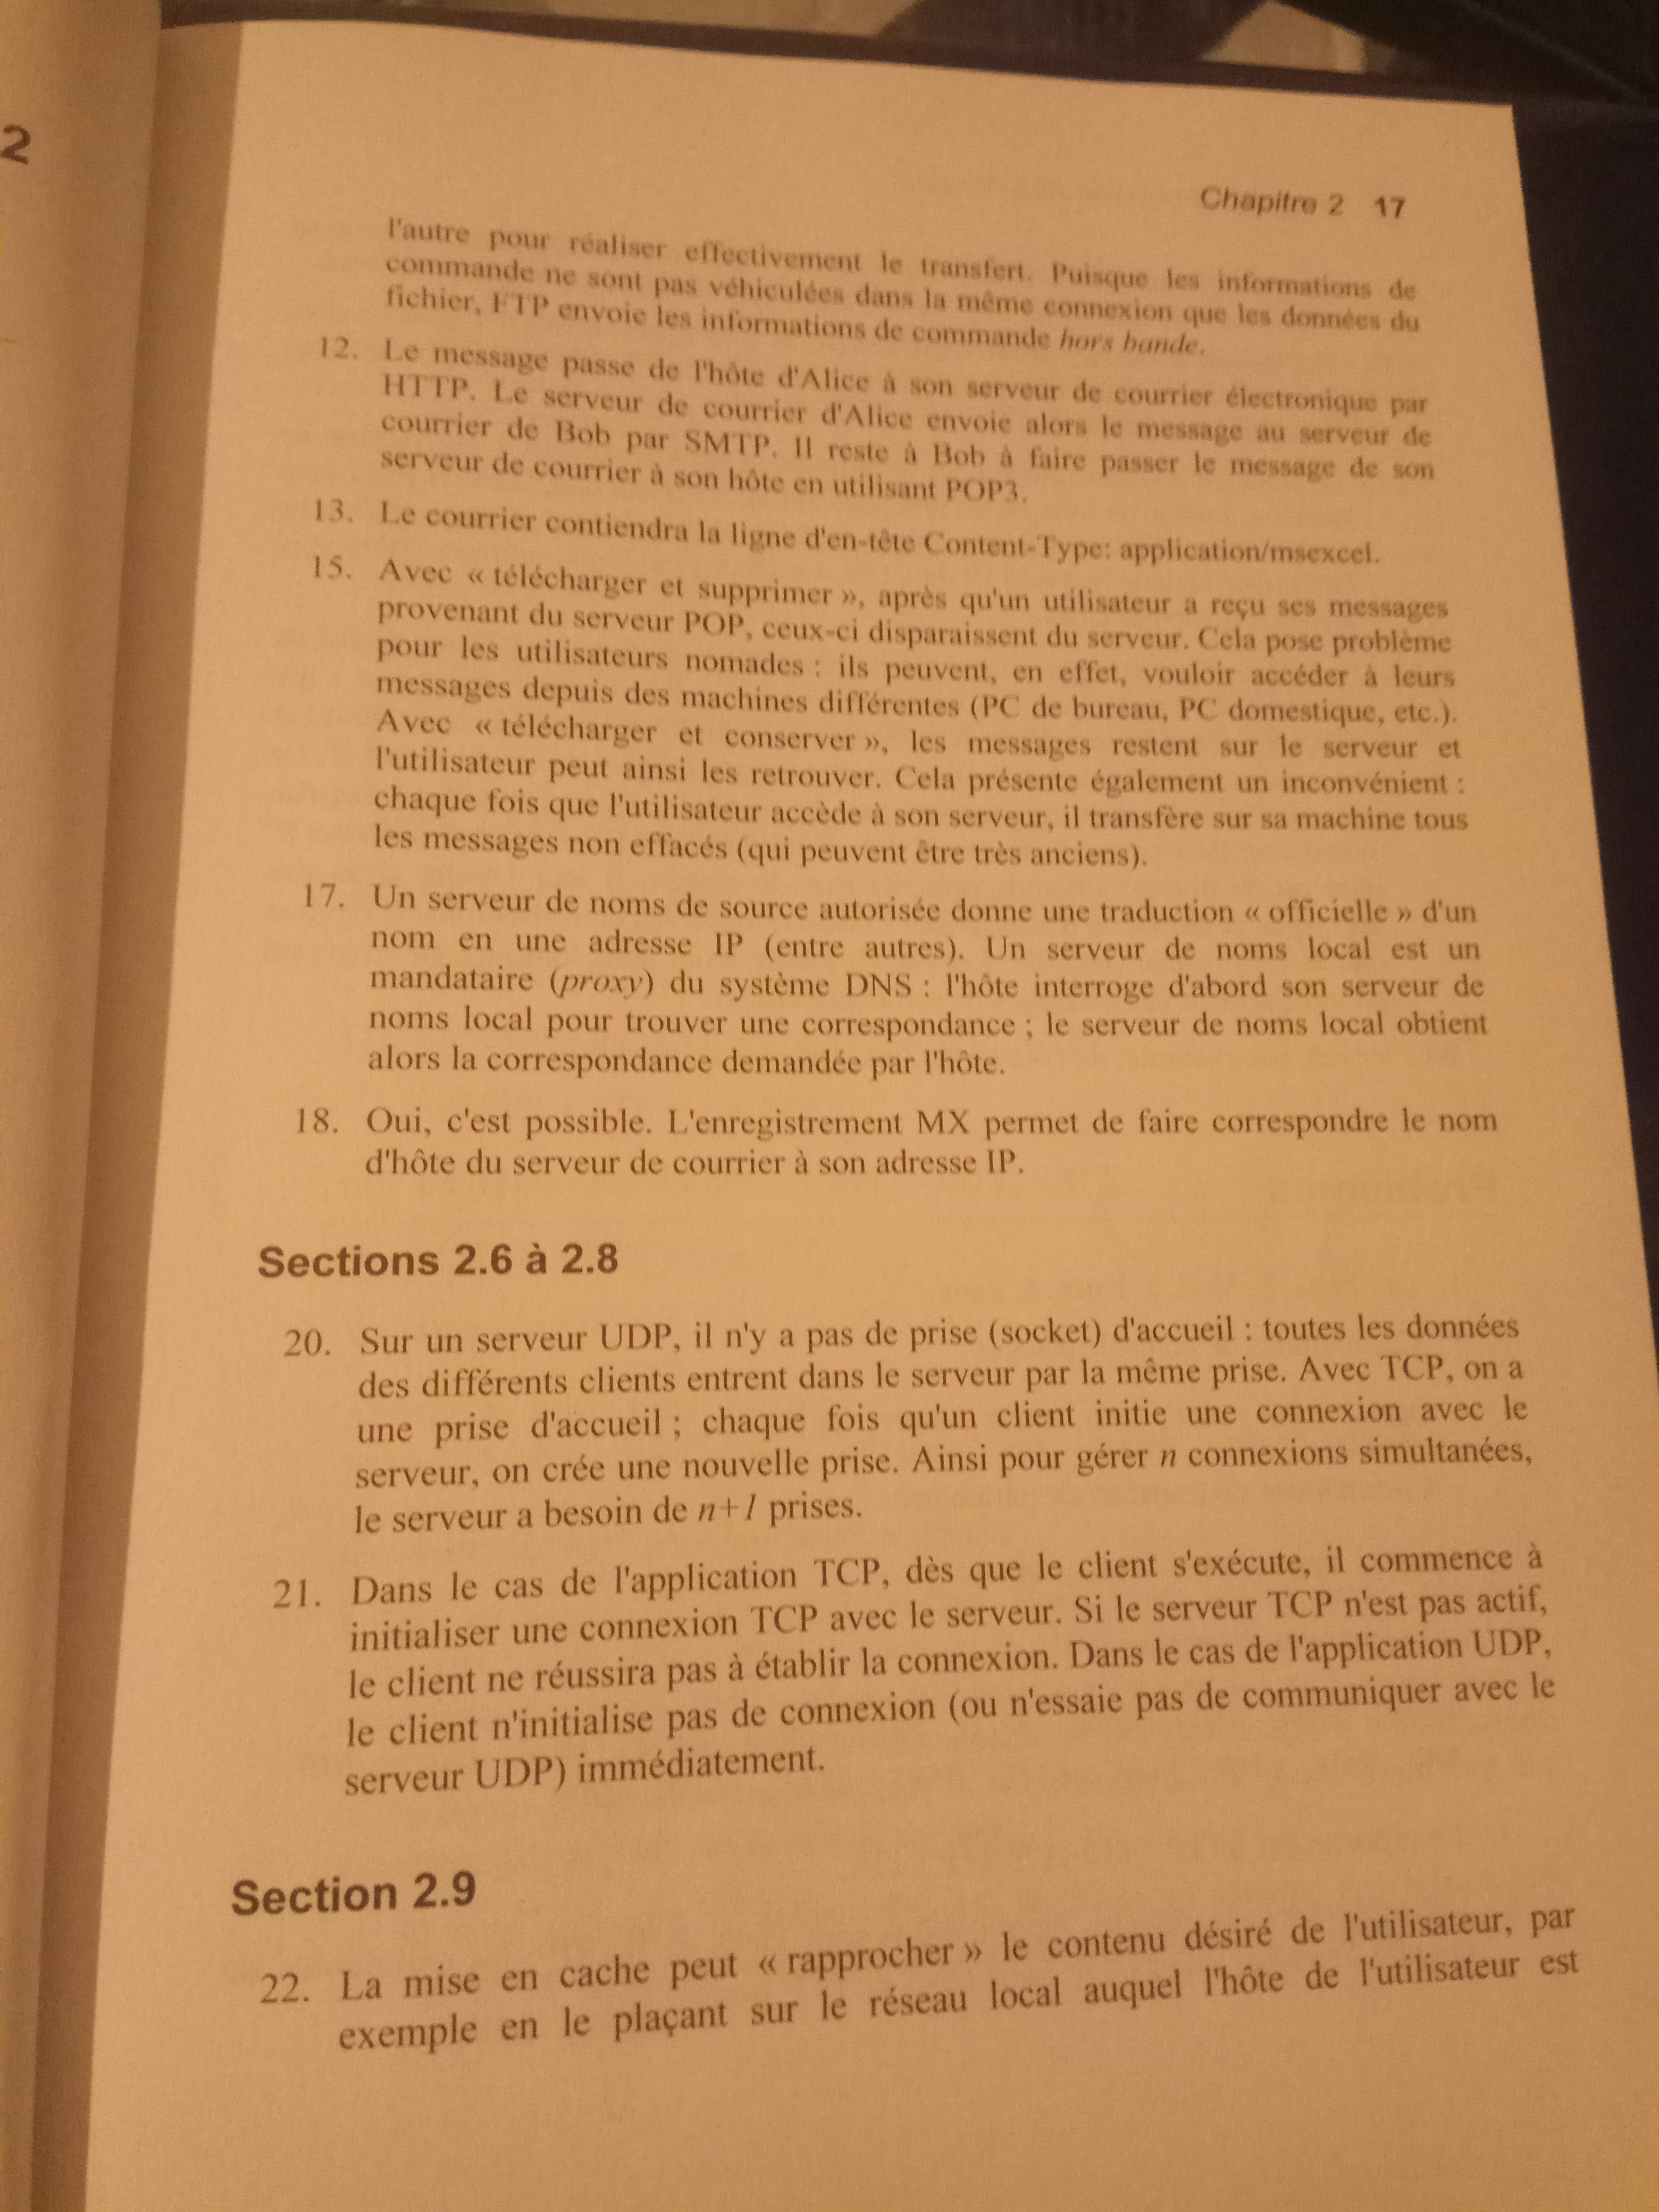 2
Chapitre 2 17
l'autre pour réaliser effectivement le transfert. Puisque les informations de
commande ne sont pas véhiculées dans la même connexion que les données du
fichier, FTP envoie les informations de commande hors bande.
12. Le message passe de l'hôte d'Alice à son serveur de courrier électronique par
HTTP. Le serveur de courrier d'Alice envoie alors le message au serveur de
courrier de Bob par SMTP. Il reste à Bob à faire passer le message de son
serveur de courrier à son hôte en utilisant POP3.
13. Le courrier contiendra la ligne d'en-tête Content-Type: application/msexcel.
15. Avec « télécharger et supprimer », après qu'un utilisateur a reçu ses messages
provenant du serveur POP, ceux-ci disparaissent du serveur. Cela pose problème
pour les utilisateurs nomades : ils peuvent, en effet, vouloir accéder à leurs
messages depuis des machines différentes (PC de bureau, PC domestique, etc.).
Avec « télécharger et conserver », les messages restent sur le serveur et
l'utilisateur peut ainsi les retrouver. Cela présente également un inconvénient :
chaque fois que l'utilisateur accède à son serveur, il transfère sur sa machine tous
les messages non effacés (qui peuvent être très anciens).
17. Un serveur de noms de source autorisée donne une traduction « officielle » d'un
nom en une adresse IP (entre autres). Un serveur de noms local est un
mandataire (proxy) du système DNS : l'hôte interroge d'abord son serveur de
noms local pour trouver une correspondance ; le serveur de noms local obtient
alors la correspondance demandée par l'hôte.
18. Oui, c'est possible. L'enregistrement MX permet de faire correspondre le nom
d'hôte du serveur de courrier à son adresse IP.
Sections 2.6 à 2.8
20. Sur un serveur UDP, il n'y a pas de prise (socket) d'accueil : toutes les données
des différents clients entrent dans le serveur par la même prise. Avec TCP, on a
une prise d'accueil ; chaque fois qu'un client initie une connexion avec le
serveur, on crée une nouvelle prise. Ainsi pour gérer n connexions simultanées,
le serveur a besoin de n+1 prises.
21. Dans le cas de l'application TCP, dès que le client s'exécute, il commence à
initialiser une connexion TCP avec le serveur. Si le serveur TCP n'est pas actif,
le client ne réussira pas à établir la connexion. Dans le cas de l'application UDP,
le client n'initialise pas de connexion (ou n'essaie pas de communiquer avec le
serveur UDP) immédiatement.
Section 2.9
22. La mise en cache peut « rapprocher » le contenu désiré de l'utilisateur, par
exemple en le plaçant sur le réseau local auquel l'hôte de l'utilisateur est